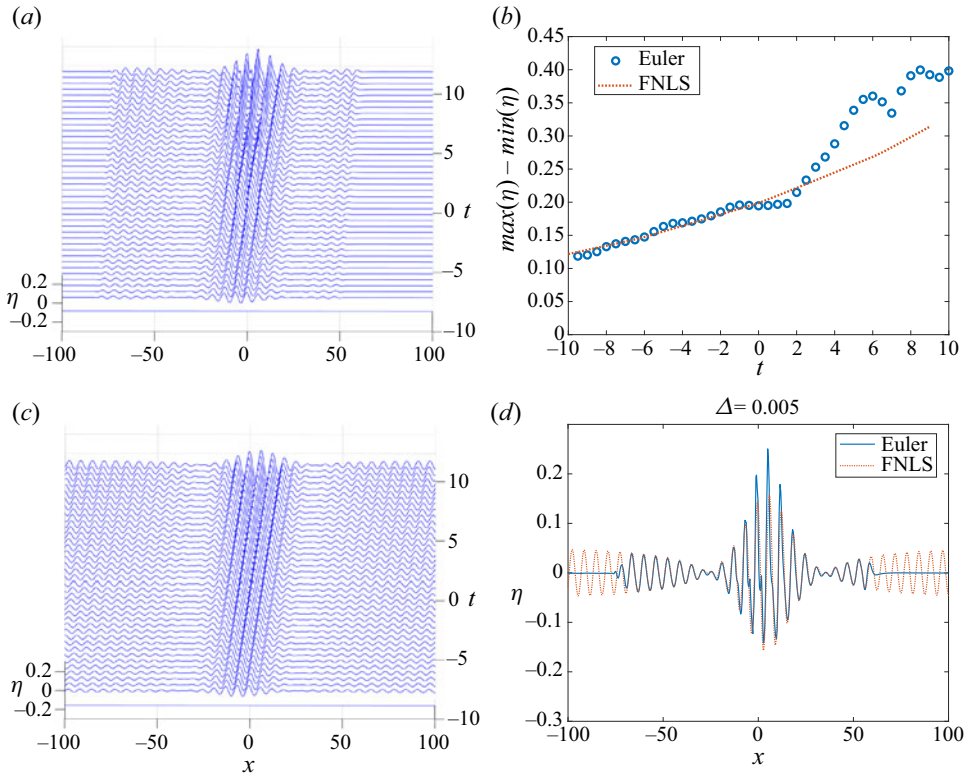 (a)
10
5
0 t
−5
0.2
η 0
−0.2
−10
−100 −50 0 50 100
(b)
0.45
0.40
0.35
0.30
0.25
0.20
0.15
0.10
0.05
0
max(η) – min(η)
Euler
FNLS
−10 −8 −6 −4 −2 0 2 4 6 8 10
t
(c)
10
5
0 t
−5
0.2
η 0
−0.2
−10
−100 −50 0 50 100
x
(d)
Δ= 0.005
Euler
FNLS
0.2
0.1
0
η
−0.1
−0.2
−0.3
−100 −50 0 50 100
x